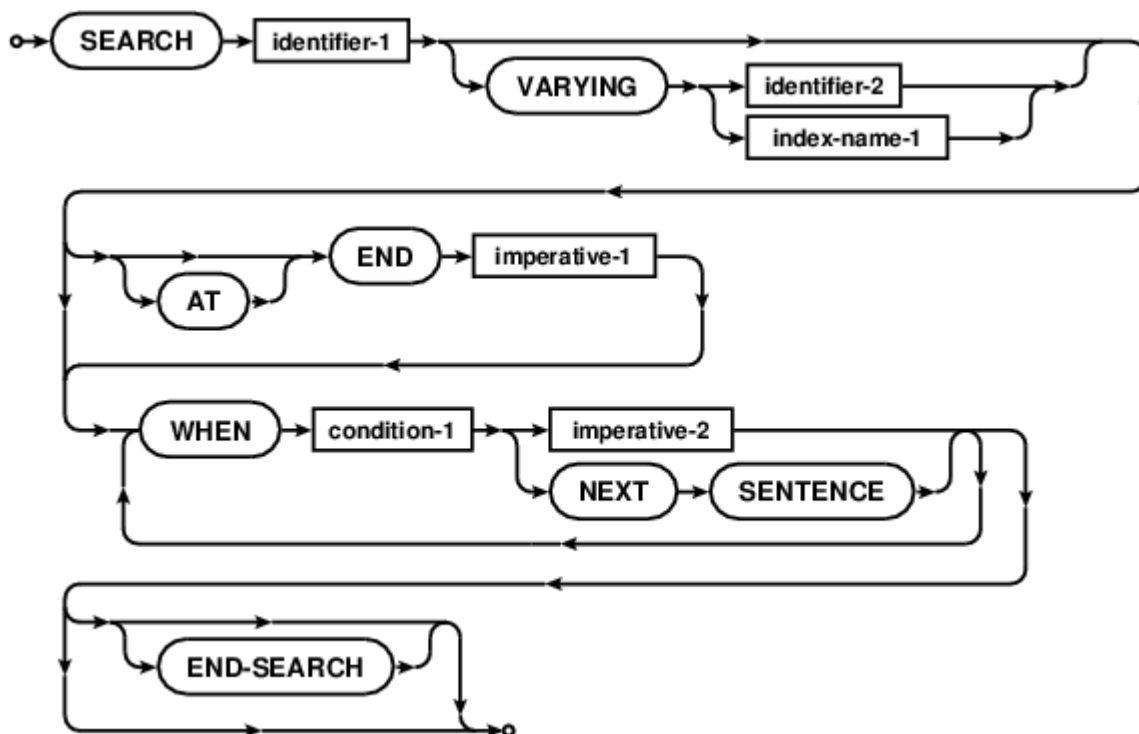 SEARCH identifier-1
VARYING identifier-2
index-name-1
END imperative-1
AT
WHEN condition-1 imperative-2
NEXT SENTENCE
END-SEARCH